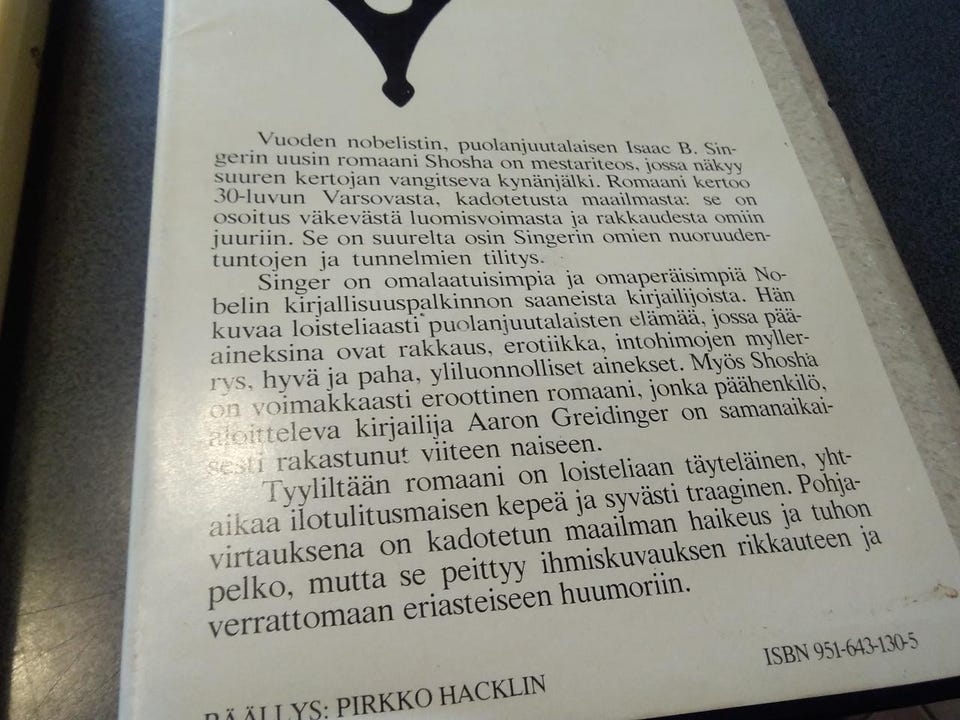 Vuoden nobelistin, puolanjuutalaisen Isaac B. Sin-
gerin uusin romaani Shosha on mestariteos, jossa näkyy
suuren kertojan vangitseva kynänjälki. Romaani kertoo
30-luvun Varsovasta, kadotetusta maailmasta: se on
osoitus väkevästä luomisvoimasta ja rakkaudesta omiin
juuriin. Se on suurelta osin Singerin omien nuoruuden-
tuntojen ja tunnelmien tilitys.
Singer on omalaatuisimpia ja omaperäisimpiä No-
belin kirjallisuuspalkinnon saaneista kirjailijoista. Hän
kuvaa loisteliaasti puolanjuutalaisten elämää, jossa pää-
aineksina ovat rakkaus, erotiikka, intohimojen myller-
rys, hyvä ja paha, yliluonnolliset ainekset. Myös Shosha
on voimakkaasti eroottinen romaani, jonka päähenkilö,
aloitteleva kirjailija Aaron Greidinger on samanaikai-
sesti rakastunut viiteen naiseen.
Tyyliltään romaani on loisteliaan täyteläinen, yht-
aikaa ilotulitusmaisen kepeä ja syvästi traaginen. Pohja-
virtauksena on kadotetun maailman haikeus ja tuhon
pelko, mutta se peittyy ihmiskuvauksen rikkauteen ja
verrattomaan eriasteiseen huumoriin.
ISBN 951-643-130-5
PÄÄLLYS: PIRKKO HACKLIN